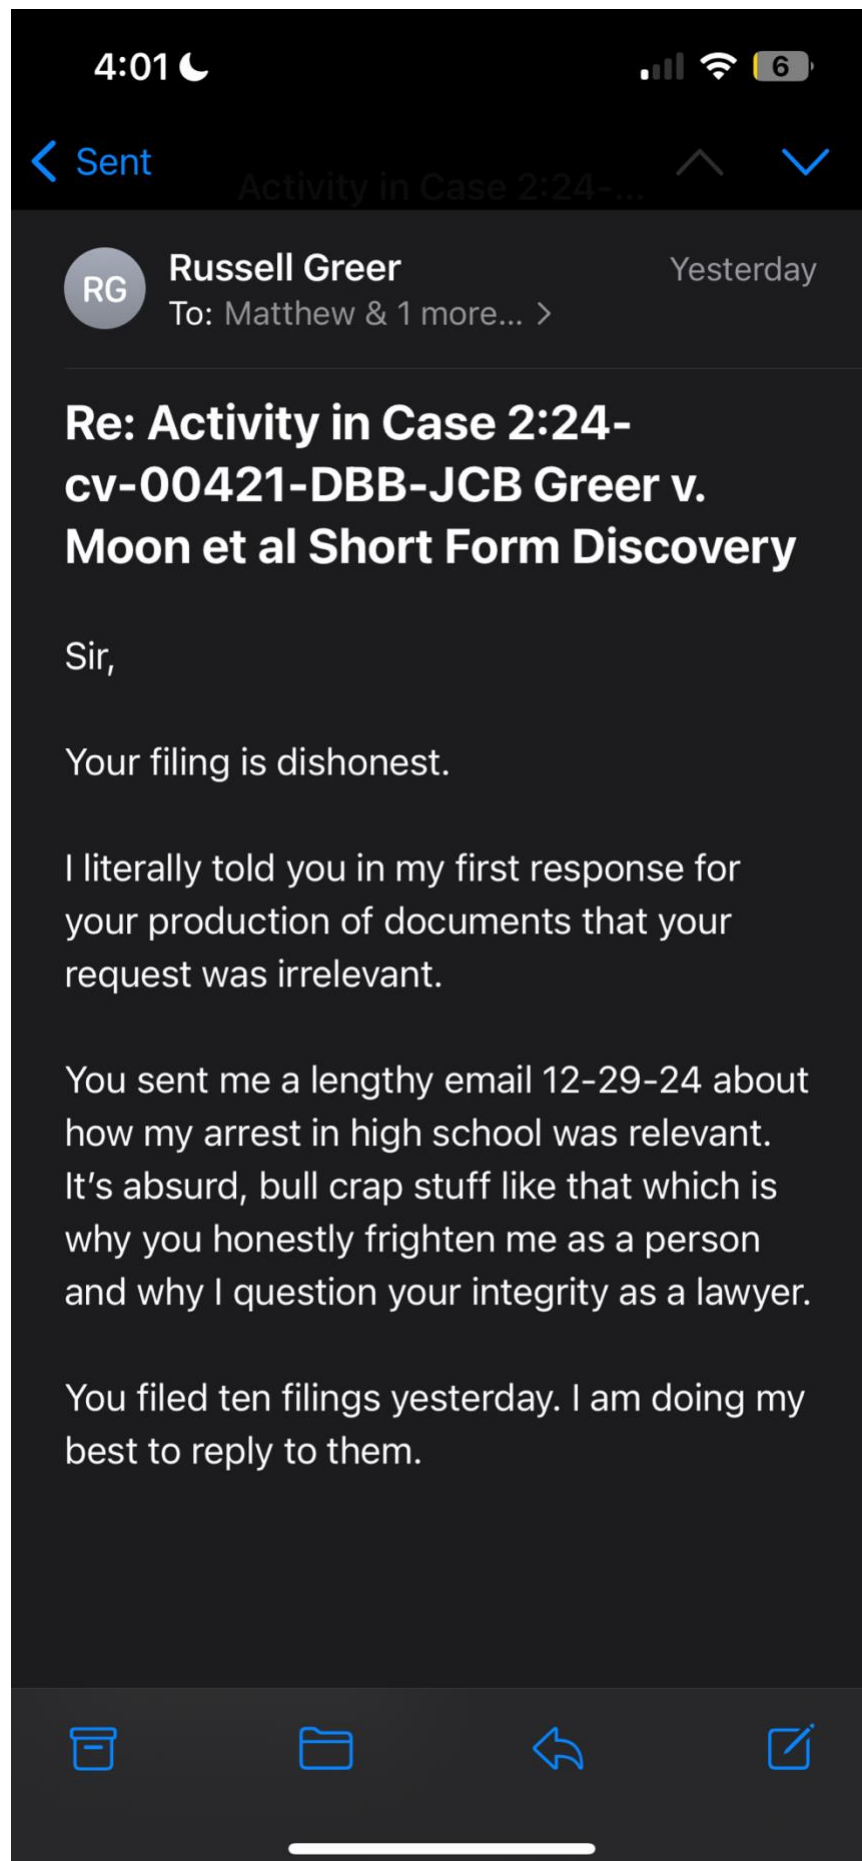 4:01
6
Sent
Activity in Case 2:24-...
RG
Russell Greer
Yesterday
To: Matthew & 1 more...
Re: Activity in Case 2:24-
cv-00421-DBB-JCB Greer v.
Moon et al Short Form Discovery
Sir,
Your filing is dishonest.
I literally told you in my first response for
your production of documents that your
request was irrelevant.
You sent me a lengthy email 12-29-24 about
how my arrest in high school was relevant.
It’s absurd, bull crap stuff like that which is
why you honestly frighten me as a person
and why I question your integrity as a lawyer.
You filed ten filings yesterday. I am doing my
best to reply to them.